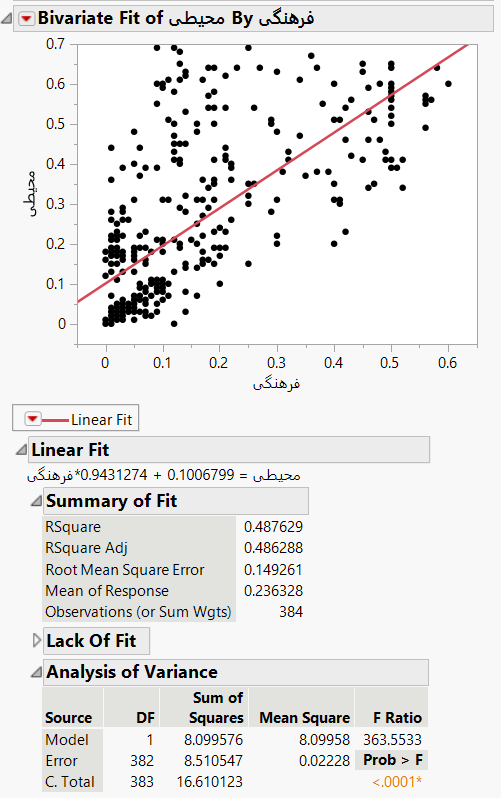 Bivariate Fit of محیطی By فرهنگی
0.7
0.6
0.5
0.4
0.3
0.2
0.1
0
محیطی
0 0.1 0.2 0.3 0.4 0.5 0.6
فرهنگی
Linear Fit
Linear Fit
محیطی = 0.1006799 + 0.9431274*فرهنگی
Summary of Fit
RSquare 0.487629
RSquare Adj 0.486288
Root Mean Square Error 0.149261
Mean of Response 0.236328
Observations (or Sum Wgts) 384
Lack Of Fit
Analysis of Variance
Source DF Sum of Squares Mean Square F Ratio
Model 1 8.099576 8.09958 363.5533
Error 382 8.510547 0.02228 Prob > F
C. Total 383 16.610123 <.0001*